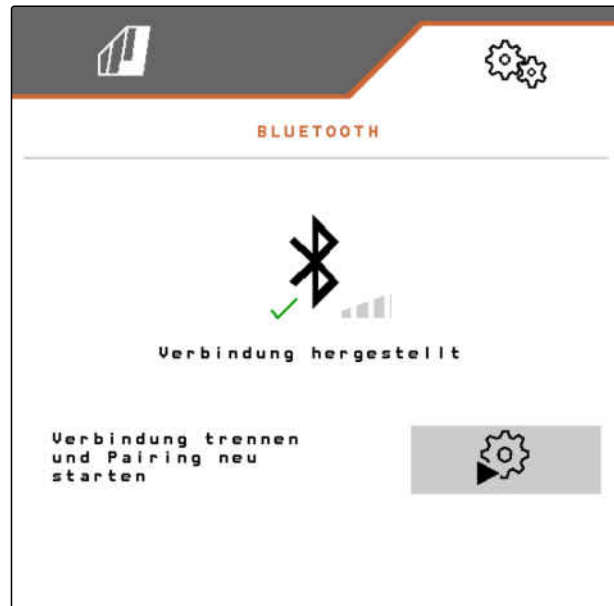 BLUETOOTH
Verbindung hergestellt
Verbindung trennen
und Pairing neu
starten